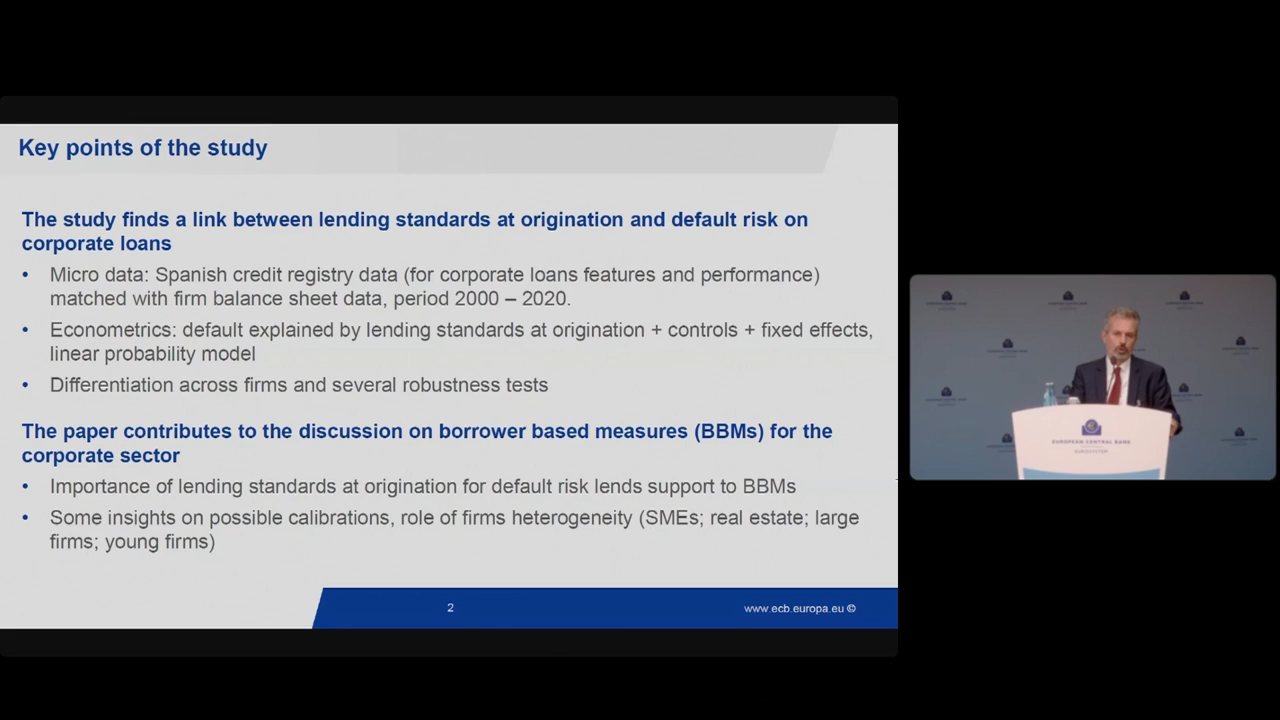 Key points of the study
The study finds a link between lending standards at origination and default risk on
corporate loans
• Micro data: Spanish credit registry data (for corporate loans features and performance)
matched with firm balance sheet data, period 2000 – 2020.
• Econometrics: default explained by lending standards at origination + controls + fixed effects,
linear probability model
• Differentiation across firms and several robustness tests
The paper contributes to the discussion on borrower based measures (BBMs) for the
corporate sector
• Importance of lending standards at origination for default risk lends support to BBMs
• Some insights on possible calibrations, role of firms heterogeneity (SMEs; real estate; large
firms; young firms)
2
www.ecb.europa.eu ©
EUROPEAN CENTRAL BANK
EUROSYSTEM